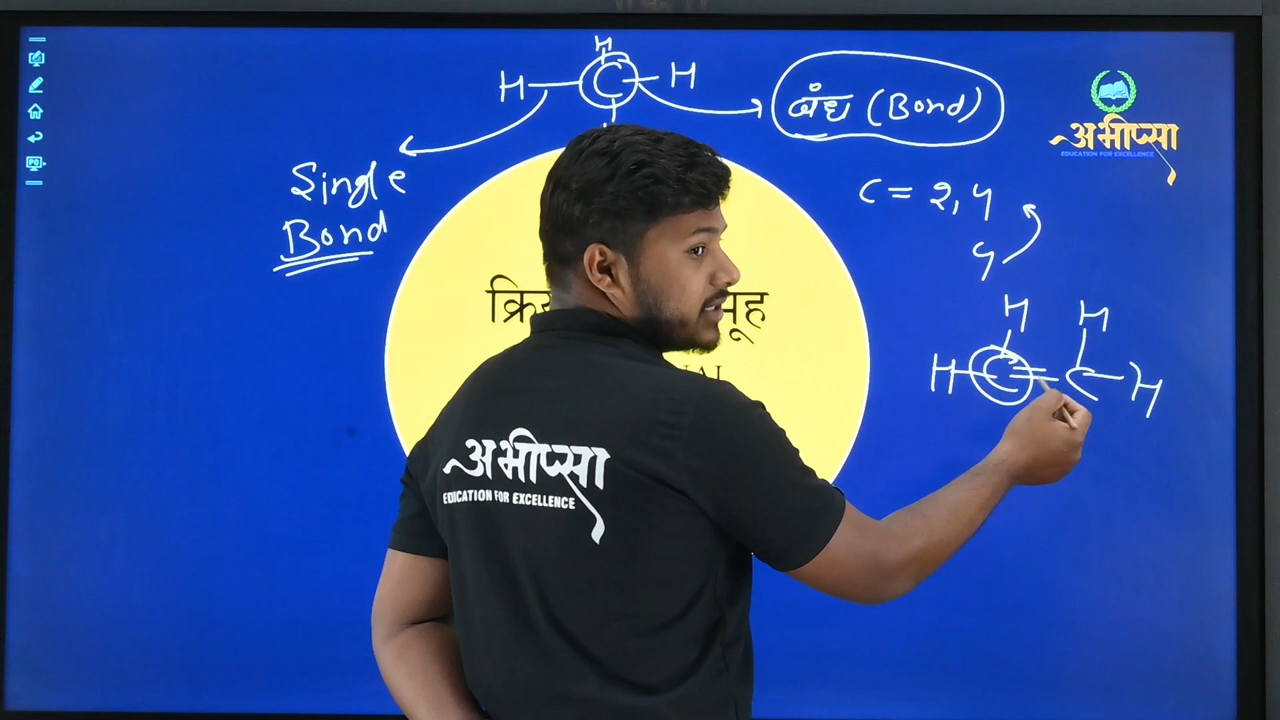 H
H C H
बंध (Bond)
अभीप्सा
EDUCATION FOR EXCELLENCE
Single
Bond
C = 2, 4
4
H H
H C = C H
अभीप्सा
EDUCATION FOR EXCELLENCE